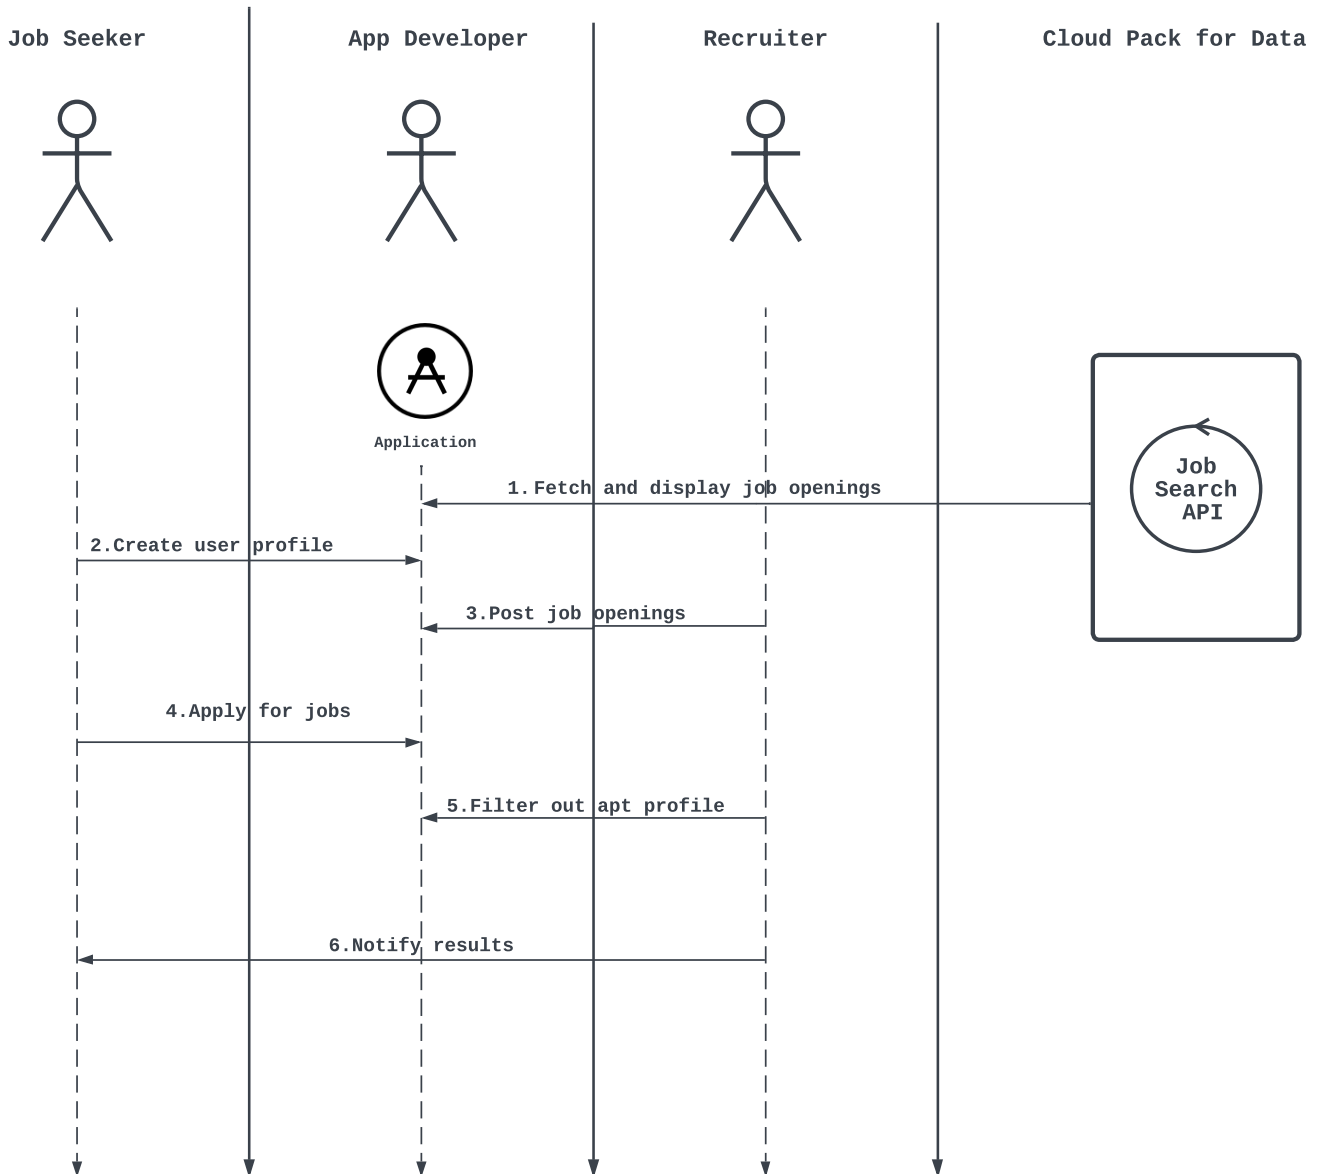 Job Seeker
App Developer
Recruiter
Cloud Pack for Data
Application
Job
Search
API
1.Fetch and display job openings
2.Create user profile
3.Post job openings
4.Apply for jobs
5.Filter out apt profile
6.Notify results